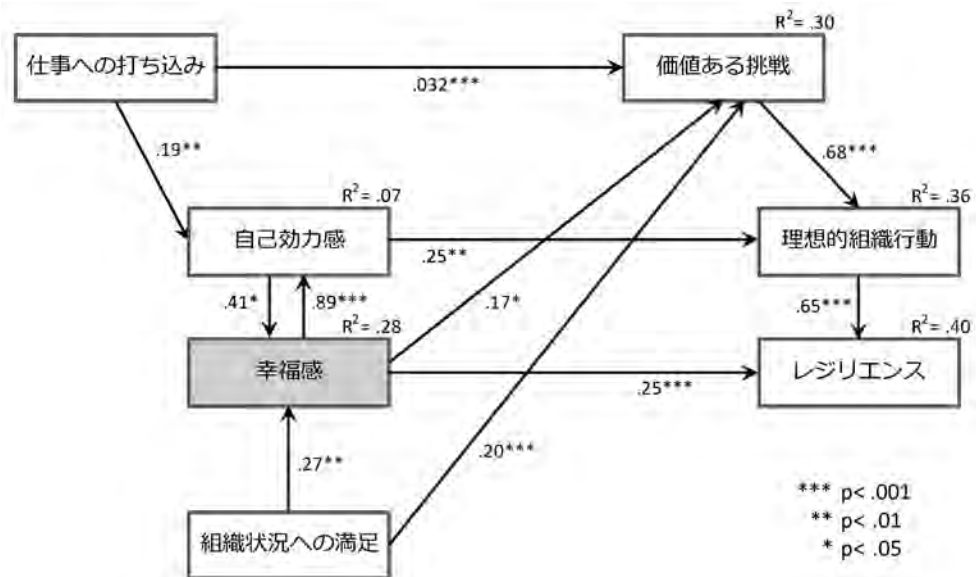 R²= .30
仕事への打ち込み
価値ある挑戦
.032***
.19**
.68***
R²= .07
R²= .36
自己効力感
理想的組織行動
.25**
.41*
.89***
.17*
.65***
R²= .28
R²= .40
幸福感
レジリエンス
.25***
.27**
.20***
組織状況への満足
*** p< .001
** p< .01
* p< .05